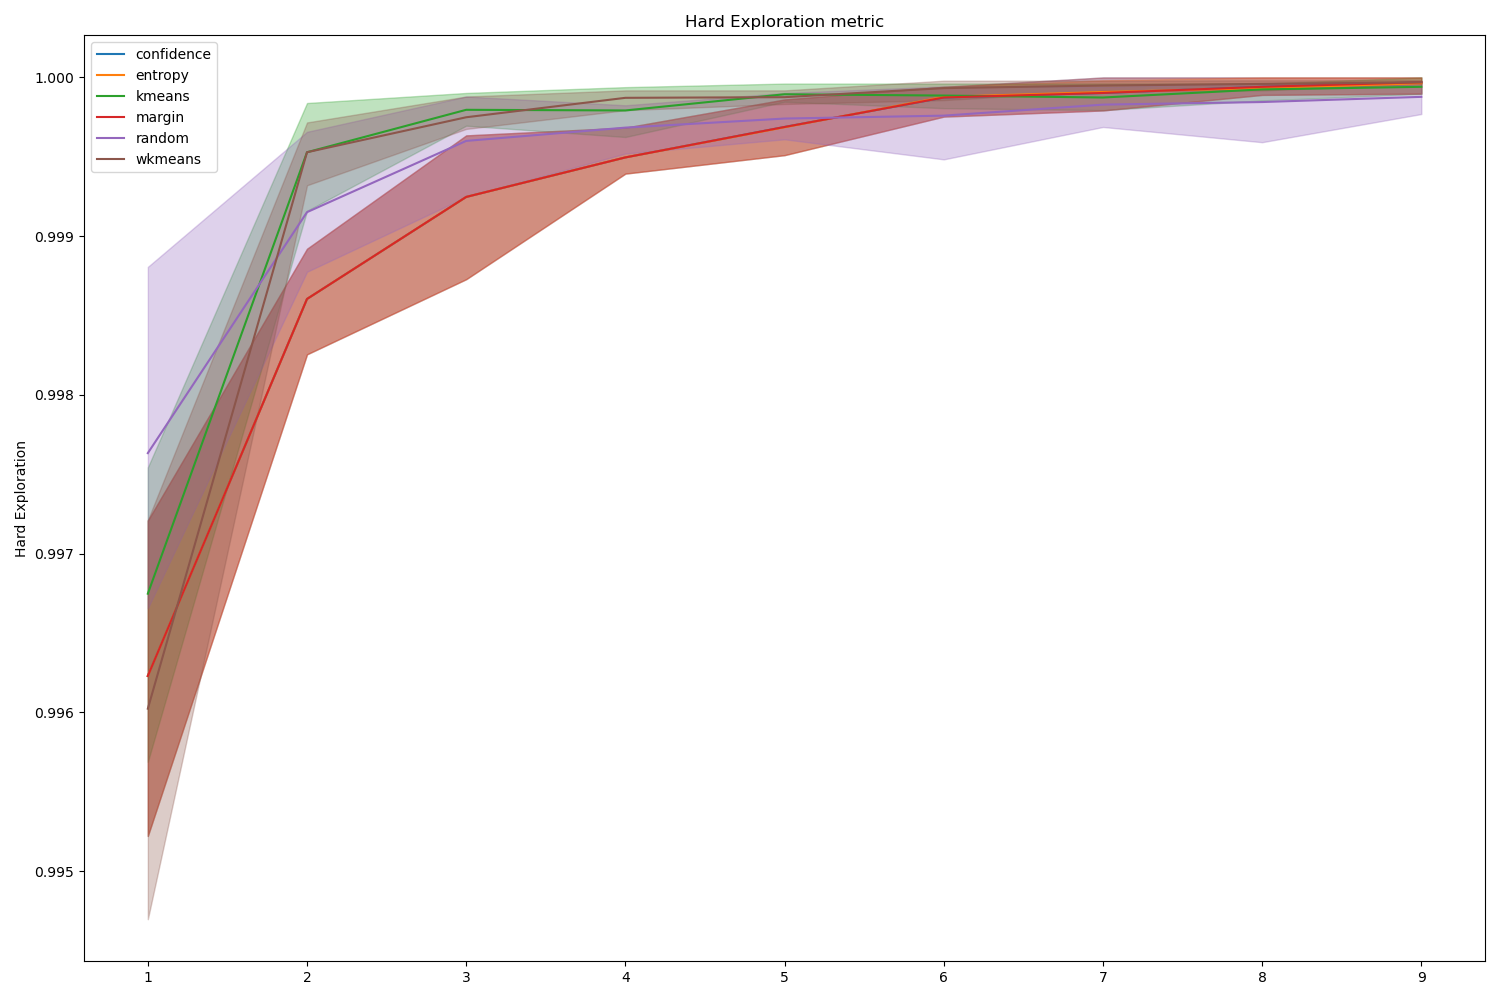 Hard Exploration metric
confidence
entropy
kmeans
margin
random
wkmeans
1.000
0.999
0.998
0.997
0.996
0.995
Hard Exploration
1 2 3 4 5 6 7 8 9